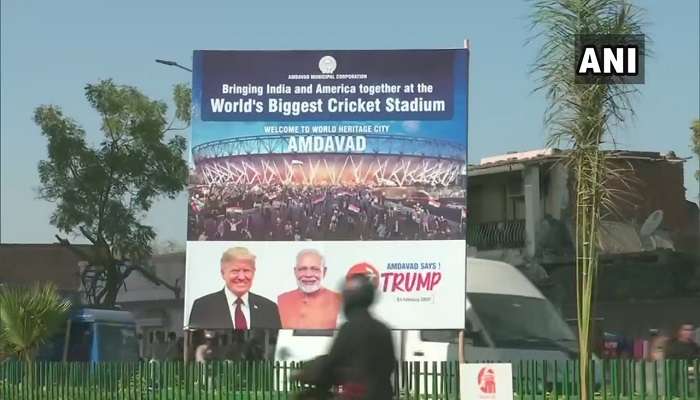 ANI
AMDAVAD MUNICIPAL CORPORATION
Bringing India and America together at the
World's Biggest Cricket Stadium
WELCOME TO WORLD HERITAGE CITY
AMDAVAD
AMDAVAD SAYS !
TRUMP